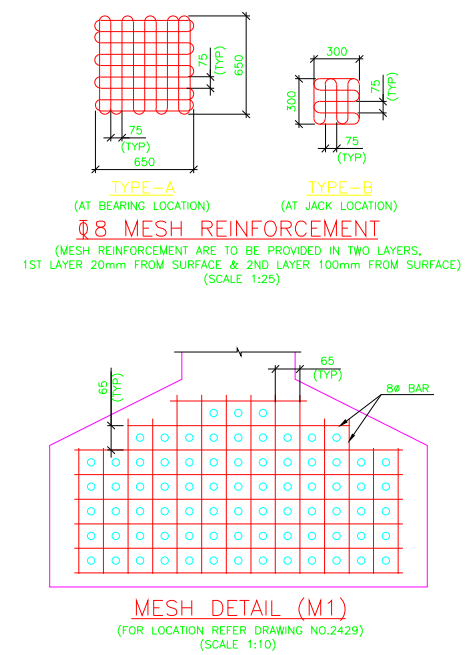 75
(TYP)
650
75
(TYP)
650
300
300
75
(TYP)
75
(TYP)
TYPE-A
(AT BEARING LOCATION)
TYPE-B
(AT JACK LOCATION)
Φ8 MESH REINFORCEMENT
(MESH REINFORCEMENT ARE TO BE PROVIDED IN TWO LAYERS.
1ST LAYER 20mm FROM SURFACE & 2ND LAYER 100mm FROM SURFACE)
(SCALE 1:25)
65
(TYP)
65
(TYP)
8ø BAR
MESH DETAIL (M1)
(FOR LOCATION REFER DRAWING NO.2429)
(SCALE 1:10)